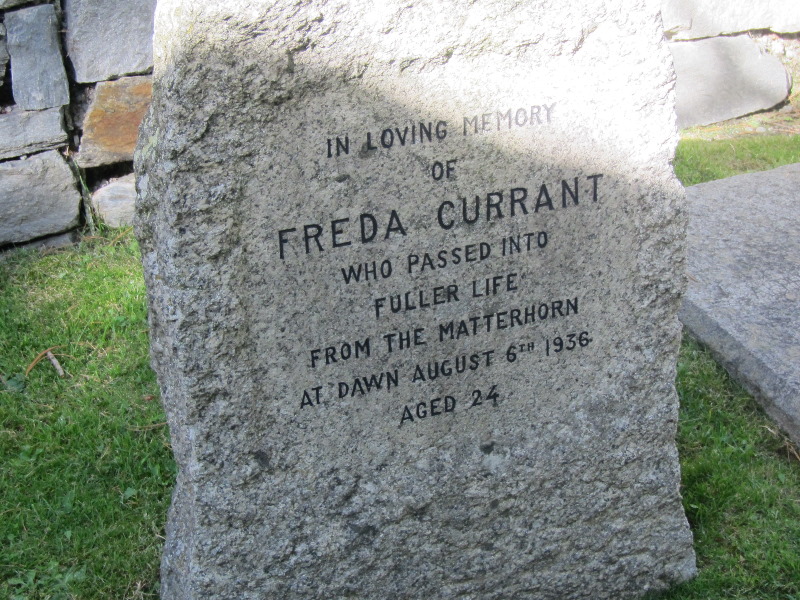 IN LOVING MEMORY
OF
FREDA CURRANT
WHO PASSED INTO
FULLER LIFE
FROM THE MATTERHORN
AT DAWN AUGUST 6TH 1936
AGED 24